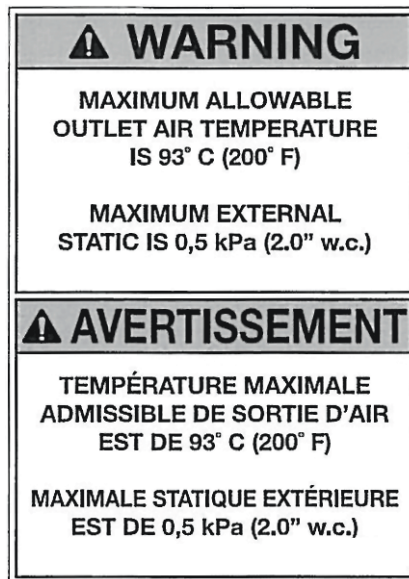 ⚠ WARNING
MAXIMUM ALLOWABLE
OUTLET AIR TEMPERATURE
IS 93° C (200° F)
MAXIMUM EXTERNAL
STATIC IS 0,5 kPa (2.0" w.c.)
⚠ AVERTISSEMENT
TEMPÉRATURE MAXIMALE
ADMISSIBLE DE SORTIE D'AIR
EST DE 93° C (200° F)
MAXIMALE STATIQUE EXTÉRIEURE
EST DE 0,5 kPa (2.0" w.c.)